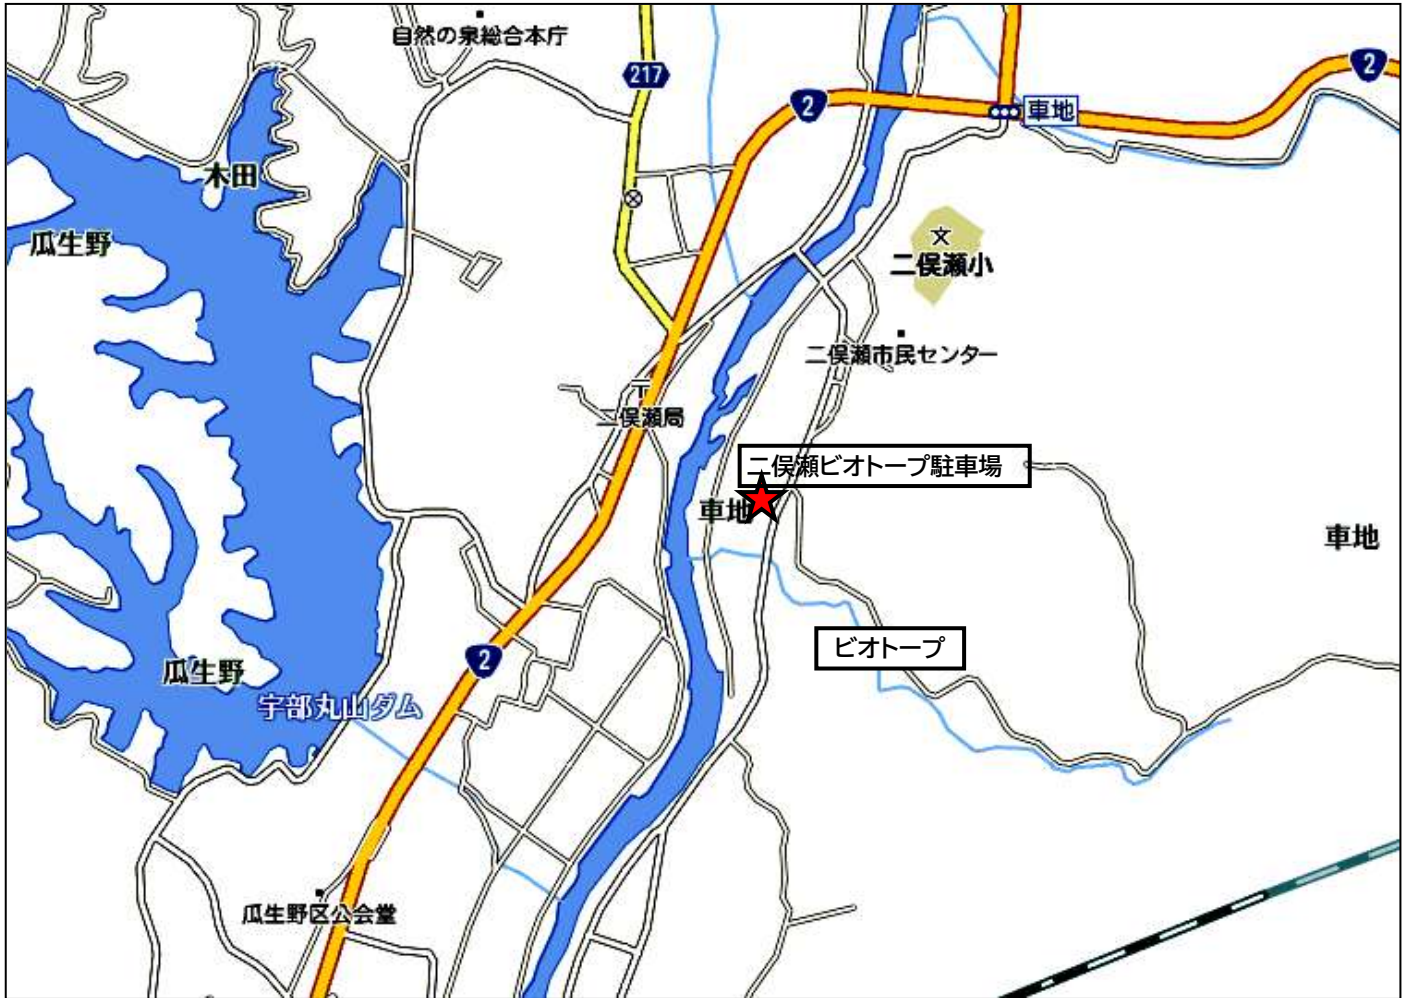 自然の泉総合本庁
217
2
2
車地
木田
瓜生野
文
二俣瀬小
二俣瀬市民センター
〒
二俣瀬局
二俣瀬ビオトープ駐車場
車地
車地
ビオトープ
2
瓜生野
宇部丸山ダム
瓜生野区公会堂